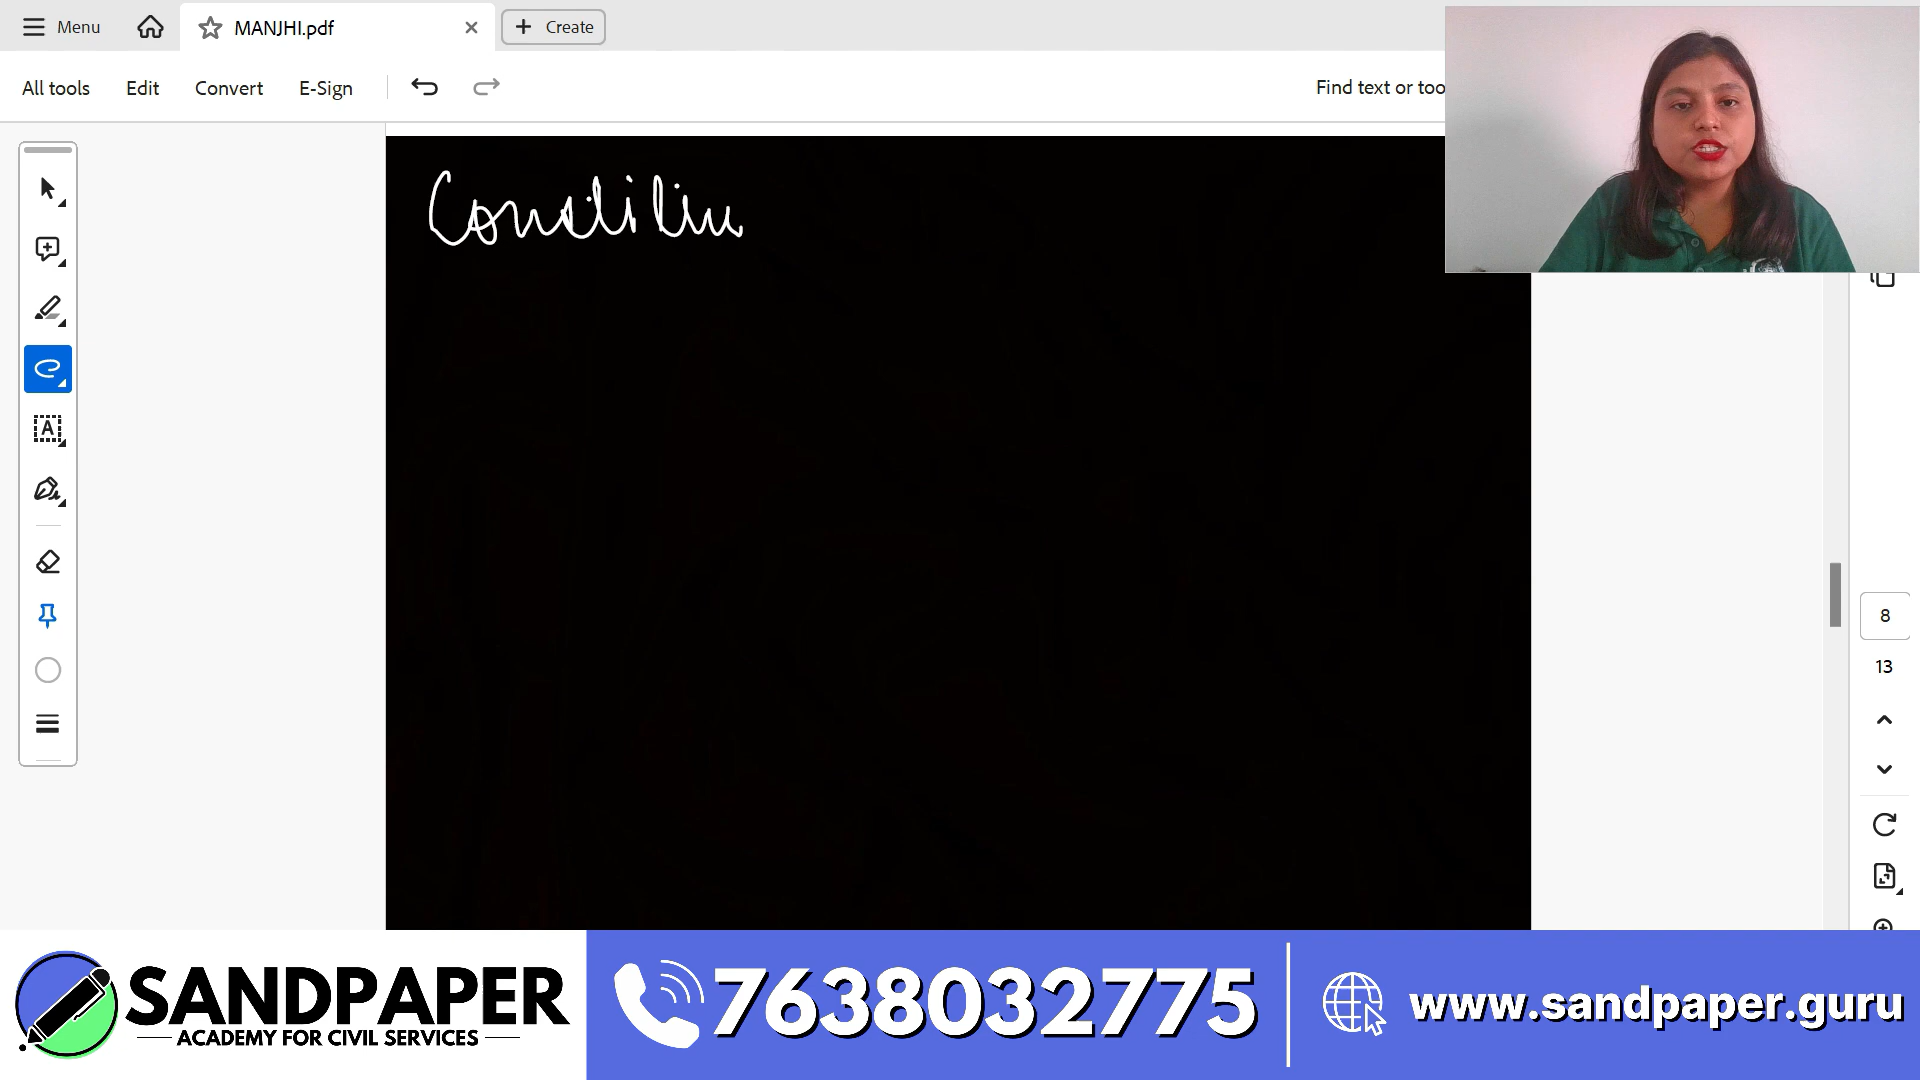 Menu
MANJHI.pdf
Create
All tools
Edit
Convert
E-Sign
Find text or too
A
8
13
SANDPAPER
ACADEMY FOR CIVIL SERVICES
7638032775
www.sandpaper.guru